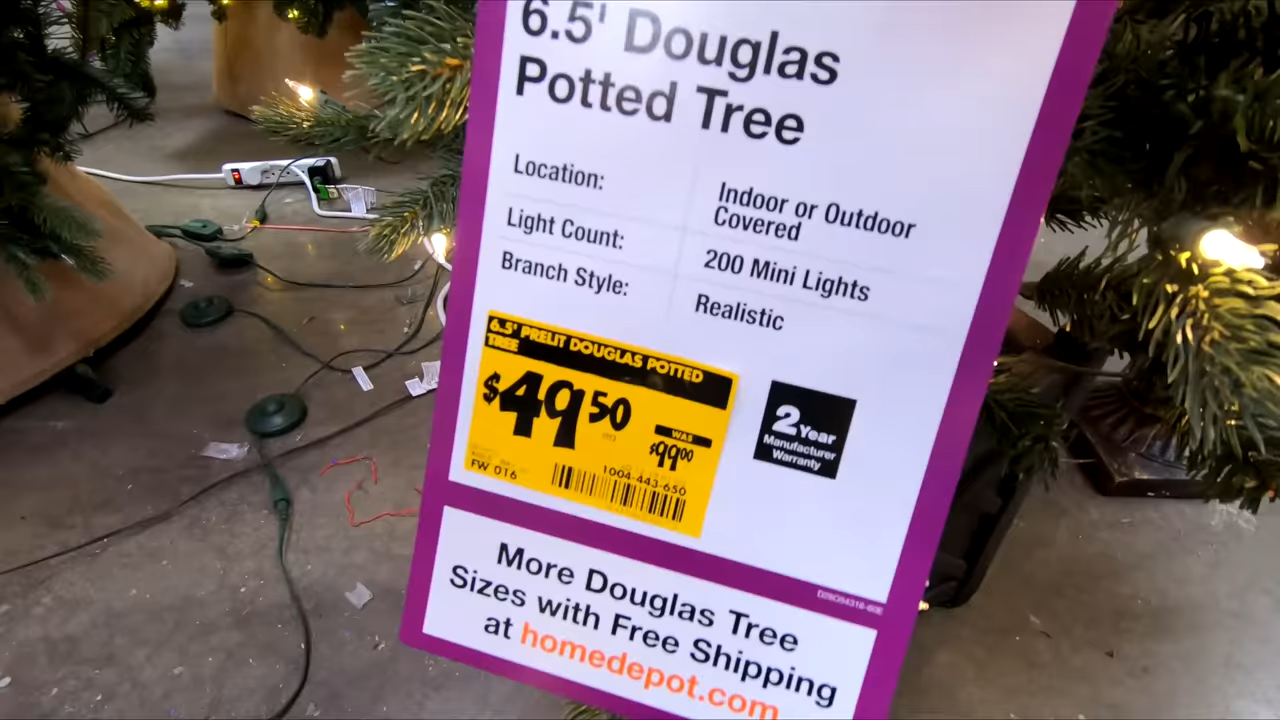 6.5' Douglas
Potted Tree
Location:
Indoor or Outdoor
Covered
Light Count:
200 Mini Lights
Branch Style:
Realistic
6.5' PRELIT DOUGLAS POTTED
TREE
$49 50
WAS
$99 00
FW 016
1004-443-650
2 Year
Manufacturer
Warranty
More Douglas Tree
Sizes with Free Shipping
at homedepot.com